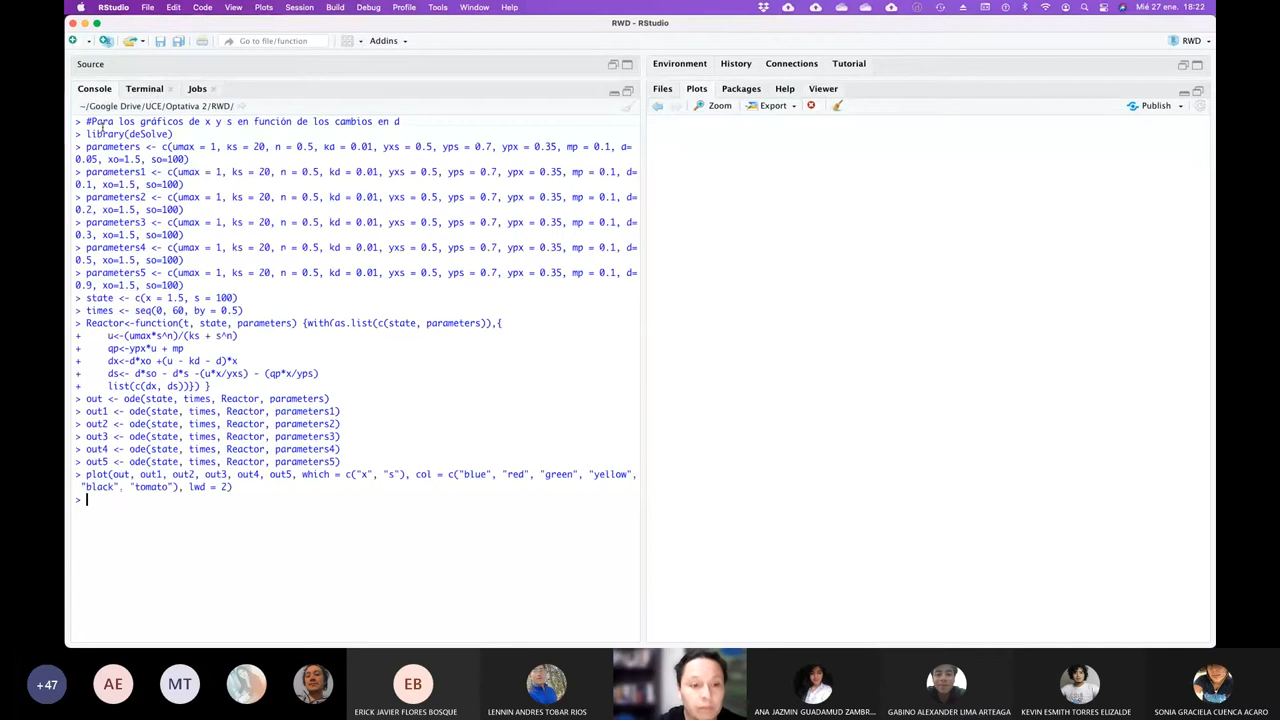 RStudio File Edit Code View Plots Session Build Debug Profile Tools Window Help Mié 27 ene. 18:22
RWD - RStudio
Go to file/function Addins RWD
Source
Console Terminal Jobs
~/Google Drive/UCE/Optativa 2/RWD/
> #Para los gráficos de x y s en función de los cambios en d
> library(deSolve)
> parameters <- c(umax = 1, ks = 20, n = 0.5, kd = 0.01, yxs = 0.5, yps = 0.7, ypx = 0.35, mp = 0.1, d=
0.05, xo=1.5, so=100)
> parameters1 <- c(umax = 1, ks = 20, n = 0.5, kd = 0.01, yxs = 0.5, yps = 0.7, ypx = 0.35, mp = 0.1, d=
0.1, xo=1.5, so=100)
> parameters2 <- c(umax = 1, ks = 20, n = 0.5, kd = 0.01, yxs = 0.5, yps = 0.7, ypx = 0.35, mp = 0.1, d=
0.2, xo=1.5, so=100)
> parameters3 <- c(umax = 1, ks = 20, n = 0.5, kd = 0.01, yxs = 0.5, yps = 0.7, ypx = 0.35, mp = 0.1, d=
0.3, xo=1.5, so=100)
> parameters4 <- c(umax = 1, ks = 20, n = 0.5, kd = 0.01, yxs = 0.5, yps = 0.7, ypx = 0.35, mp = 0.1, d=
0.5, xo=1.5, so=100)
> parameters5 <- c(umax = 1, ks = 20, n = 0.5, kd = 0.01, yxs = 0.5, yps = 0.7, ypx = 0.35, mp = 0.1, d=
0.9, xo=1.5, so=100)
> state <- c(x = 1.5, s = 100)
> times <- seq(0, 60, by = 0.5)
> Reactor<-function(t, state, parameters) {with(as.list(c(state, parameters)),{
+ u<-(umax*s^n)/(ks + s^n)
+ qp<-ypx*u + mp
+ dx<-d*xo +(u - kd - d)*x
+ ds<- d*so - d*s -(u*x/yxs) - (qp*x/yps)
+ list(c(dx, ds))}) }
> out <- ode(state, times, Reactor, parameters)
> out1 <- ode(state, times, Reactor, parameters1)
> out2 <- ode(state, times, Reactor, parameters2)
> out3 <- ode(state, times, Reactor, parameters3)
> out4 <- ode(state, times, Reactor, parameters4)
> out5 <- ode(state, times, Reactor, parameters5)
> plot(out, out1, out2, out3, out4, out5, which = c("x", "s"), col = c("blue", "red", "green", "yellow",
"black", "tomato"), lwd = 2)
>
Environment History Connections Tutorial
Files Plots Packages Help Viewer
Zoom Export Publish
+47 AE MT EB
ERICK JAVIER FLORES BOSQUE LENNIN ANDRES TOBAR RIOS ANA JAZMIN GUADAMUD ZAMBR... GABINO ALEXANDER LIMA ARTEAGA KEVIN ESMITH TORRES ELIZALDE SONIA GRACIELA CUENCA ACARO